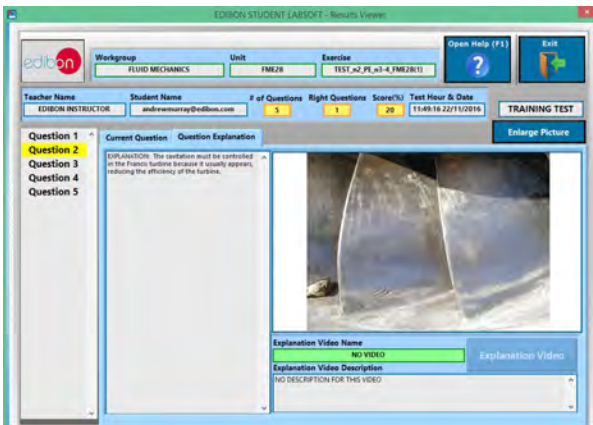 EDIBON STUDENT LABSOFT - Results Viewer
edibon
Workgroup Unit Exercise
FLUID MECHANICS FME28 TEST_n2_PE_n3-4_FME28(1)
Open Help (F1) Exit
Teacher Name Student Name # of Questions Right Questions Score(%) Test Hour & Date
EDIBON INSTRUCTOR andrewmurray@edibon.com 5 1 20 11:49:16 22/11/2016 TRAINING TEST
Enlarge Picture
Question 1
Question 2
Question 3
Question 4
Question 5
Current Question Question Explanation
EXPLANATION: The cavitation must be controlled
in the Francis turbine because it usually appears,
reducing the efficiency of the turbine.
Explanation Video Name
NO VIDEO
Explanation Video
Explanation Video Description
NO DESCRIPTION FOR THIS VIDEO